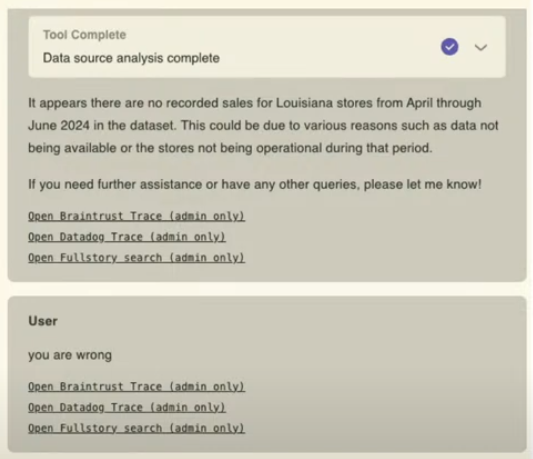 Tool Complete
Data source analysis complete
It appears there are no recorded sales for Louisiana stores from April through
June 2024 in the dataset. This could be due to various reasons such as data not
being available or the stores not being operational during that period.
If you need further assistance or have any other queries, please let me know!
Open Braintrust Trace (admin only)
Open Datadog Trace (admin only)
Open Fullstory search (admin only)
User
you are wrong
Open Braintrust Trace (admin only)
Open Datadog Trace (admin only)
Open Fullstory search (admin only)